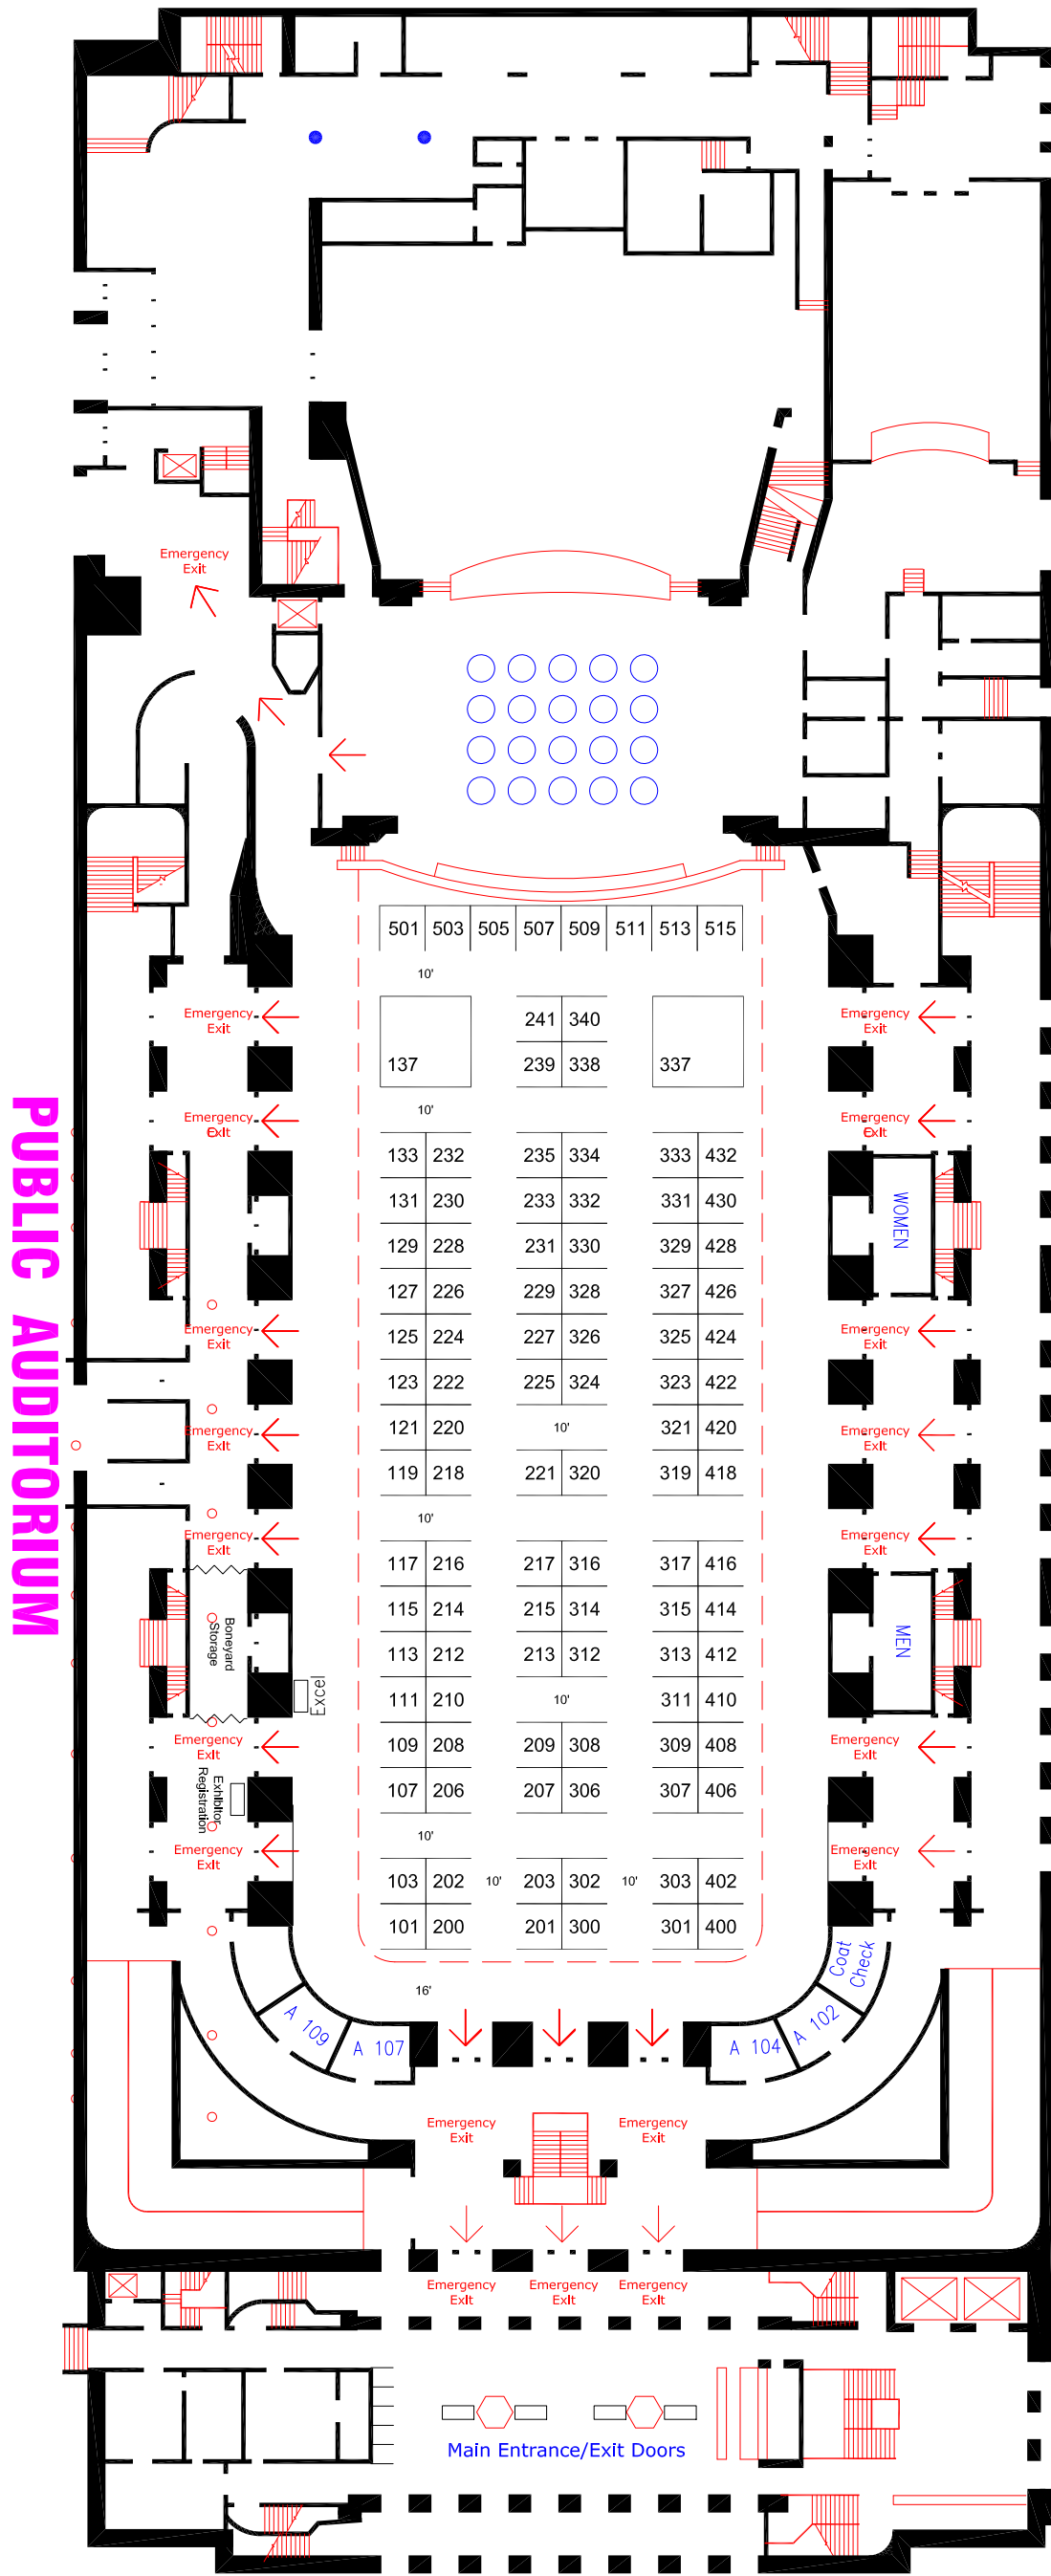 Emergency
Exit
501 503 505 507 509 511 513 515
10'
241 340
Emergency
Exit
Emergency
Exit
137
239 338
337
10'
Emergency
Exit
Emergency
Exit
133 232 235 334 333 432
131 230 233 332 331 430
WOMEN
129 228 231 330 329 428
127 226 229 328 327 426
Emergency
Exit
125 224 227 326 325 424
Emergency
Exit
123 222 225 324 323 422
Emergency
Exit
121 220 10' 321 420
Emergency
Exit
119 218 221 320 319 418
Emergency
Exit
10'
Emergency
Exit
117 216 217 316 317 416
115 214 215 314 315 414
Boneyard
Storage
113 212 213 312 313 412
MEN
Excel
111 210 10' 311 410
Emergency
Exit
109 208 209 308 309 408
Emergency
Exit
Exhibitor
Registration
107 206 207 306 307 406
10'
Emergency
Exit
Emergency
Exit
103 202 10' 203 302 10' 303 402
101 200 201 300 301 400
Coat
Check
16'
A 109
A 107
A 104
A 102
Emergency
Exit
Emergency
Exit
Emergency
Exit
Emergency
Exit
Emergency
Exit
Main Entrance/Exit Doors
PUBLIC AUDITORIUM